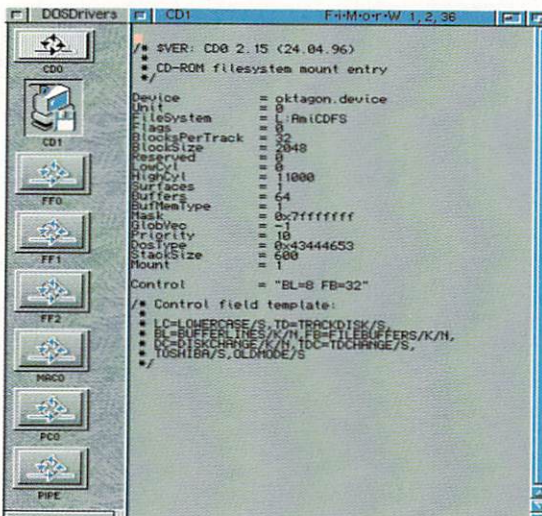 DOSDrivers
CD0
CD1
FF0
FF1
FF2
MAC0
PC0
PIPE
CD1 F·i·M·o·r·W 1, 2, 36
/* $VER: CD0 2.15 (24.04.96)
* CD-ROM filesystem mount entry
*/
Device = oktagon.device
Unit = 0
FileSystem = L:AmiCDFS
Flags = 0
BlocksPerTrack = 32
BlockSize = 2048
Reserved = 0
LowCyl = 0
HighCyl = 11000
Surfaces = 1
Buffers = 64
BufMemType = 1
Mask = 0x7fffffff
GlobVec = -1
Priority = 10
DosType = 0x43444653
StackSize = 600
Mount = 1
Control = "BL=8 FB=32"
/* Control field template:
*
* LC=LOWERCASE/S,TD=TRACKDISK/S,
* BL=BUFFERLINES/K/N,FB=FILEBUFFERS/K/N,
* DC=DISKCHANGE/K/N,TDC=TDCHANGE/S,
* TOSHIBA/S,OLDMODE/S
*/